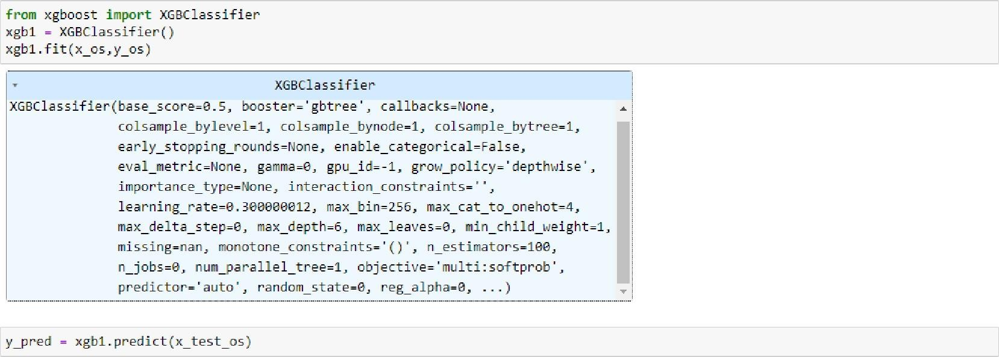 from xgboost import XGBClassifier
xgb1 = XGBClassifier()
xgb1.fit(x_os,y_os)
XGBClassifier
XGBClassifier(base_score=0.5, booster='gbtree', callbacks=None,
colsample_bylevel=1, colsample_bynode=1, colsample_bytree=1,
early_stopping_rounds=None, enable_categorical=False,
eval_metric=None, gamma=0, gpu_id=-1, grow_policy='depthwise',
importance_type=None, interaction_constraints='',
learning_rate=0.300000012, max_bin=256, max_cat_to_onehot=4,
max_delta_step=0, max_depth=6, max_leaves=0, min_child_weight=1,
missing=nan, monotone_constraints='()', n_estimators=100,
n_jobs=0, num_parallel_tree=1, objective='multi:softprob',
predictor='auto', random_state=0, reg_alpha=0, ...)
y_pred = xgb1.predict(x_test_os)